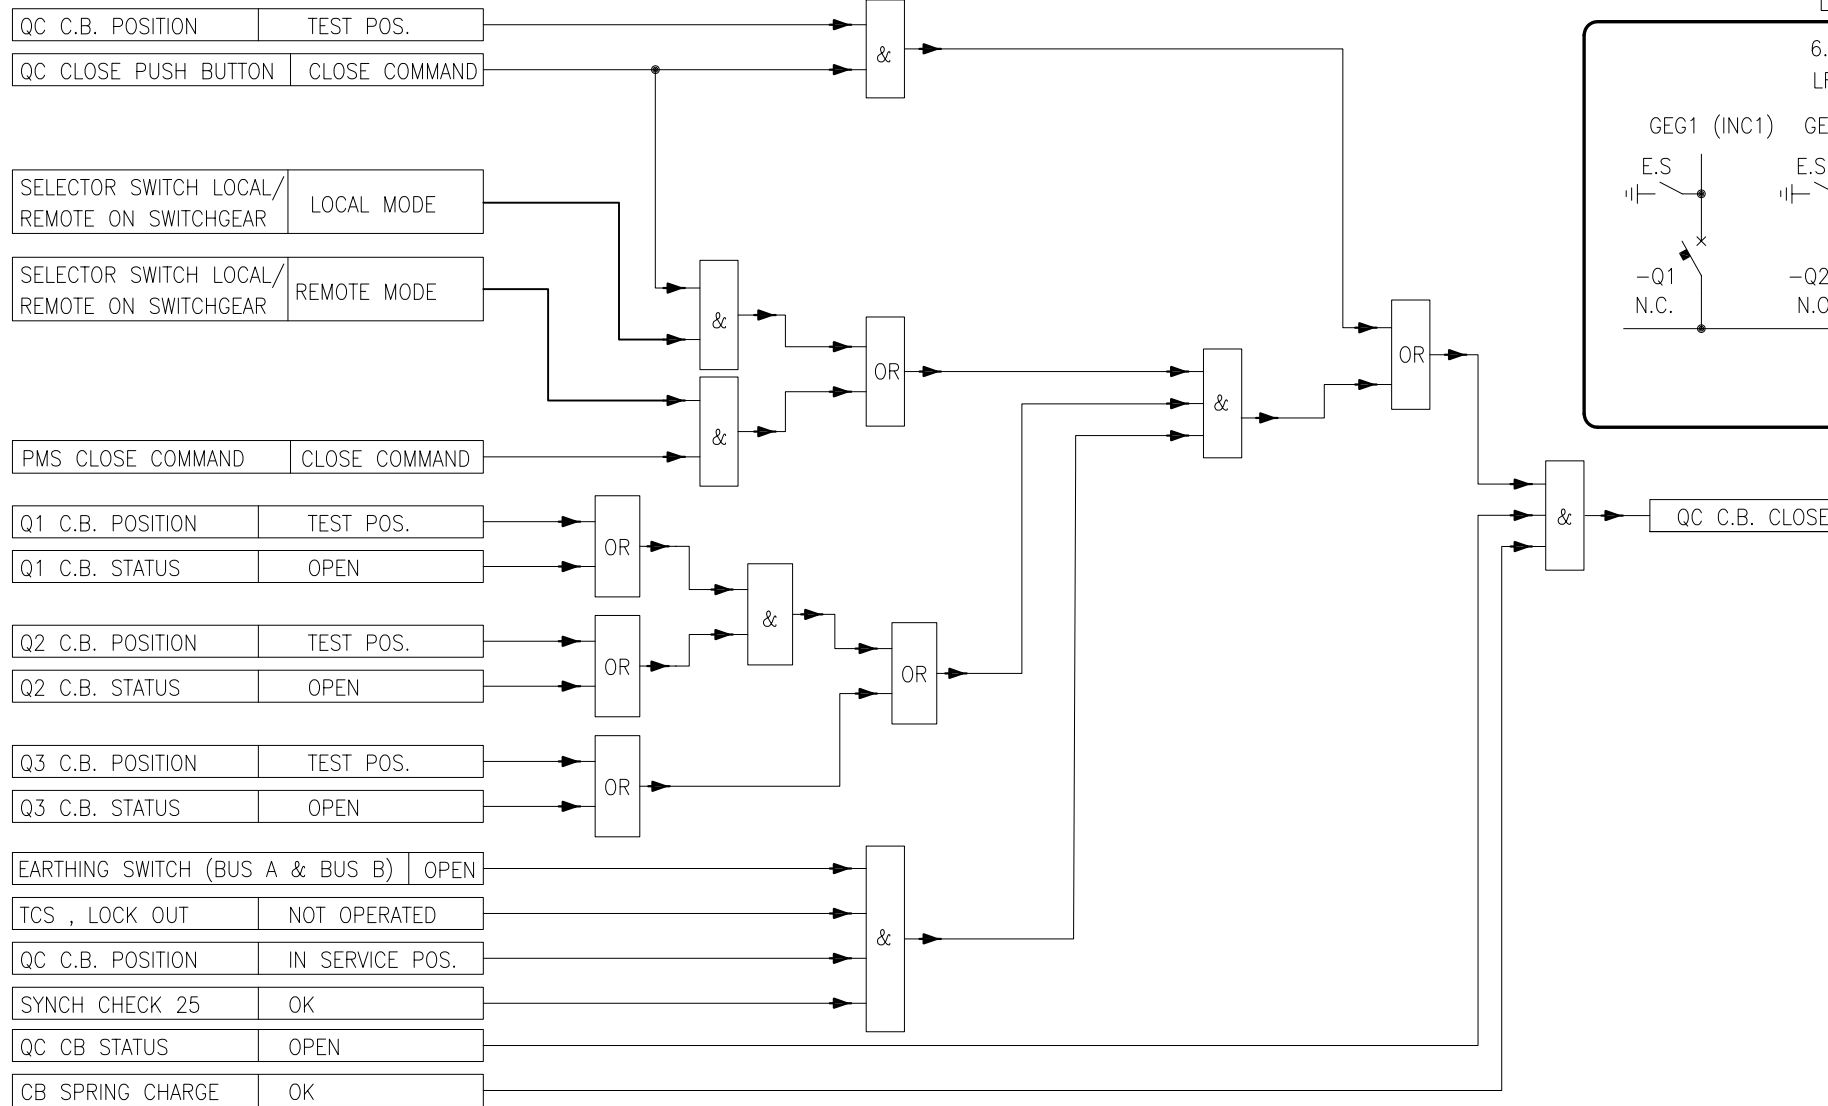 QC C.B. POSITION TEST POS.
QC CLOSE PUSH BUTTON CLOSE COMMAND
&
SELECTOR SWITCH LOCAL/
REMOTE ON SWITCHGEAR
LOCAL MODE
SELECTOR SWITCH LOCAL/
REMOTE ON SWITCHGEAR
REMOTE MODE
&
&
OR
&
OR
PMS CLOSE COMMAND CLOSE COMMAND
Q1 C.B. POSITION TEST POS.
Q1 C.B. STATUS OPEN
OR
&
Q2 C.B. POSITION TEST POS.
Q2 C.B. STATUS OPEN
OR
OR
Q3 C.B. POSITION TEST POS.
Q3 C.B. STATUS OPEN
OR
EARTHING SWITCH (BUS A & BUS B) OPEN
TCS , LOCK OUT NOT OPERATED
QC C.B. POSITION IN SERVICE POS.
SYNCH CHECK 25 OK
&
QC CB STATUS OPEN
CB SPRING CHARGE OK
&
QC C.B. CLOSE
6.
GEG1 (INC1) GE
E.S E.S
-Q1 -Q2
N.C.